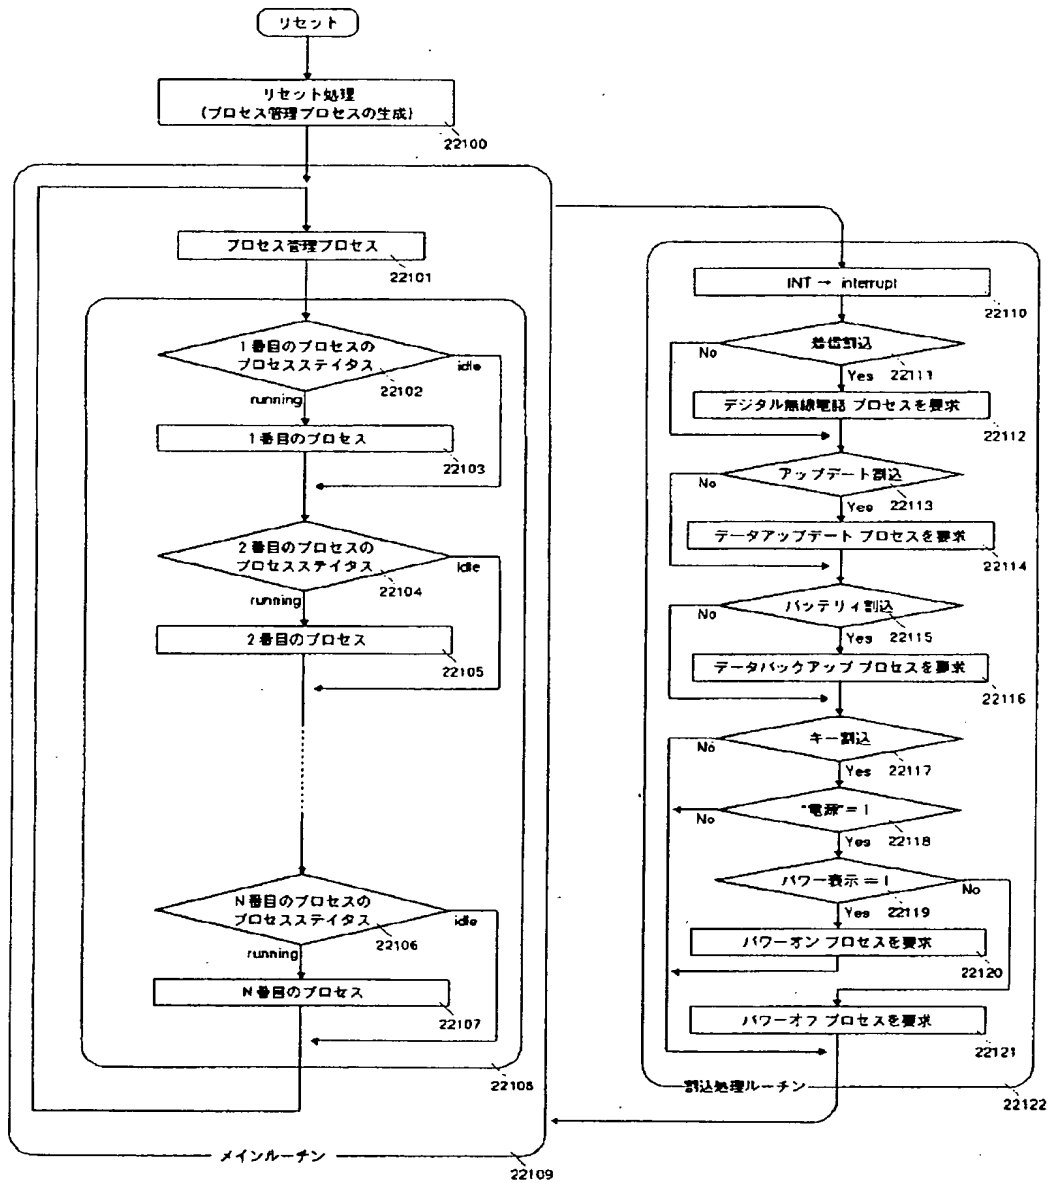 リセット
リセット処理
(プロセス管理プロセスの生成)
22100
プロセス管理プロセス
22101
1番目のプロセスの
プロセスステイタス
22102
idle
running
1番目のプロセス
22103
2番目のプロセスの
プロセスステイタス
22104
idle
running
2番目のプロセス
22105
N番目のプロセスの
プロセスステイタス
22106
idle
running
N番目のプロセス
22107
22108
メインルーチン
22109
INT → interrupt
22110
着信割込
No
Yes
22111
デジタル無線電話 プロセスを要求
22112
アップデート割込
No
Yes
22113
データアップデート プロセスを要求
22114
バッテリィ割込
No
Yes
22115
データバックアップ プロセスを要求
22116
キー割込
No
Yes
22117
"電源"=1
No
Yes
22118
パワー表示=1
No
Yes
22119
パワーオン プロセスを要求
22120
パワーオフ プロセスを要求
22121
割込処理ルーチン
22122